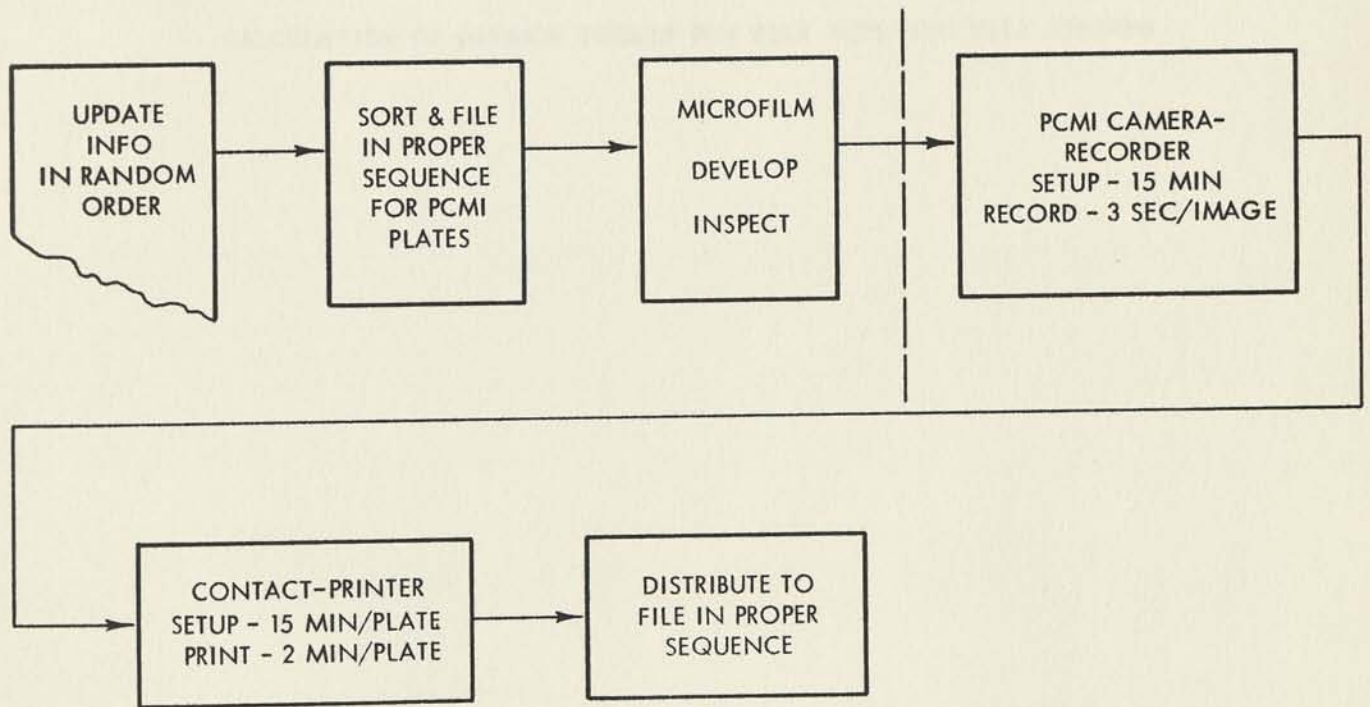 UPDATE
INFO
IN RANDOM
ORDER
SORT & FILE
IN PROPER
SEQUENCE
FOR PCMI
PLATES
MICROFILM
DEVELOP
INSPECT
PCMI CAMERA-
RECORDER
SETUP - 15 MIN
RECORD - 3 SEC/IMAGE
CONTACT-PRINTER
SETUP - 15 MIN/PLATE
PRINT - 2 MIN/PLATE
DISTRIBUTE TO
FILE IN PROPER
SEQUENCE